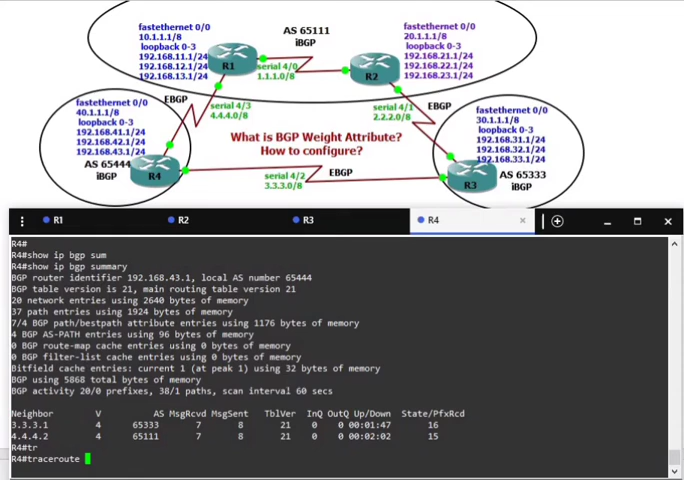 fastethernet 0/0
10.1.1.1/8
loopback 0-3
192.168.11.1/24
192.168.12.1/24
192.168.13.1/24
R1
AS 65111
iBGP
serial 4/0
1.1.1.0/8
R2
fastethernet 0/0
20.1.1.1/8
loopback 0-3
192.168.21.1/24
192.168.22.1/24
192.168.23.1/24
EBGP
serial 4/3
4.4.4.0/8
serial 4/1
2.2.2.0/8
EBGP
fastethernet 0/0
40.1.1.1/8
loopback 0-3
192.168.41.1/24
192.168.42.1/24
192.168.43.1/24
AS 65444
iBGP
R4
What is BGP Weight Attribute?
How to configure?
serial 4/2
3.3.3.0/8
EBGP
fastethernet 0/0
30.1.1.1/8
loopback 0-3
192.168.31.1/24
192.168.32.1/24
192.168.33.1/24
R3
AS 65333
iBGP
R1 R2 R3 R4
R4#
R4#show ip bgp sum
R4#show ip bgp summary
BGP router identifier 192.168.43.1, local AS number 65444
BGP table version is 21, main routing table version 21
20 network entries using 2640 bytes of memory
37 path entries using 1924 bytes of memory
7/4 BGP path/bestpath attribute entries using 1176 bytes of memory
4 BGP AS-PATH entries using 96 bytes of memory
0 BGP route-map cache entries using 0 bytes of memory
0 BGP filter-list cache entries using 0 bytes of memory
Bitfield cache entries: current 1 (at peak 1) using 32 bytes of memory
BGP using 5868 total bytes of memory
BGP activity 20/0 prefixes, 38/1 paths, scan interval 60 secs
Neighbor V AS MsgRcvd MsgSent TblVer InQ OutQ Up/Down State/PfxRcd
3.3.3.1 4 65333 7 8 21 0 0 00:01:47 16
4.4.4.2 4 65111 7 8 21 0 0 00:02:02 15
R4#tr
R4#traceroute